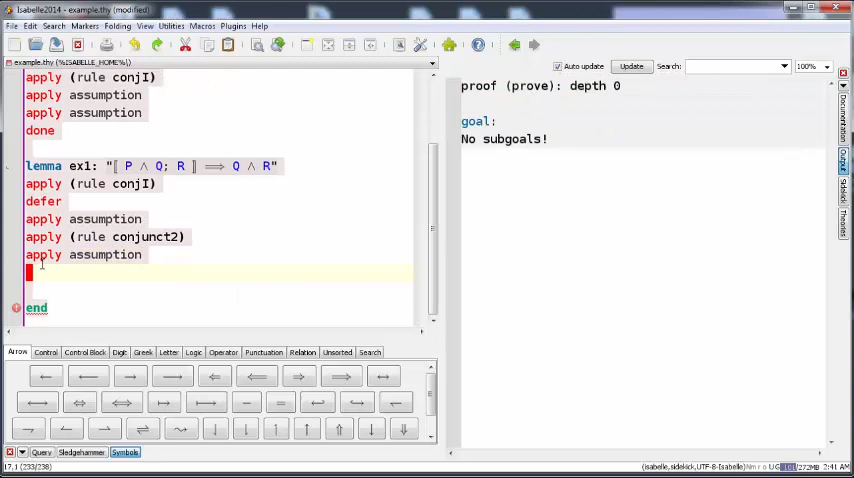 Isabelle2014 - example.thy (modified)
File Edit Search Markers Folding View Utilities Macros Plugins Help
example.thy (%ISABELLE_HOME%\)
Auto update Update Search: 100%
apply (rule conjI)
apply assumption
apply assumption
done
lemma ex1: "⟦ P ∧ Q; R ⟧ ⟹ Q ∧ R"
apply (rule conjI)
defer
apply assumption
apply (rule conjunct2)
apply assumption
end
proof (prove): depth 0
goal:
No subgoals!
Documentation
Output
Sidekick
Theories
Arrow Control Control Block Digit Greek Letter Logic Operator Punctuation Relation Unsorted Search
← ⟵ → ⟶ ⇐ ⟸ ⇒ ⟹ ↔
⟷ ⇔ ⟺ ↦ ⟼ ─ ═ ↩ ↪ ↽
⇁ ↼ ⇀ ⇌ ↝ ⇃ ⇂ ↿ ↑ ⇑ ↓ ⇓
Query Sledgehammer Symbols
17,1 (233/238) (isabelle,sidekick,UTF-8-Isabelle) N m r o UG 272MB 2:41 AM